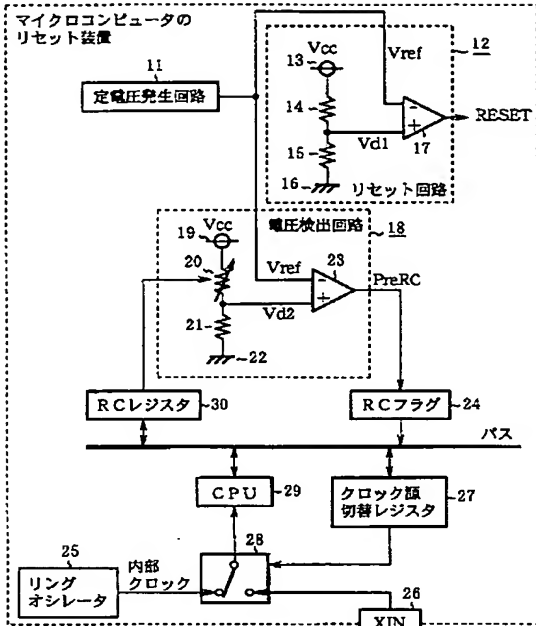 マイクロコンピュータの
リセット装置
11
定電圧発生回路
Vcc
13
Vref
12
14
15
16
Vd1
17
RESET
リセット回路
電圧検出回路
18
Vcc
19
20
Vref
23
PreRC
Vd2
21
22
RCレジスタ
30
RCフラグ
24
バス
CPU
29
クロック源
切替レジスタ
27
25
リング
オシレータ
内部
クロック
28
26
XIN